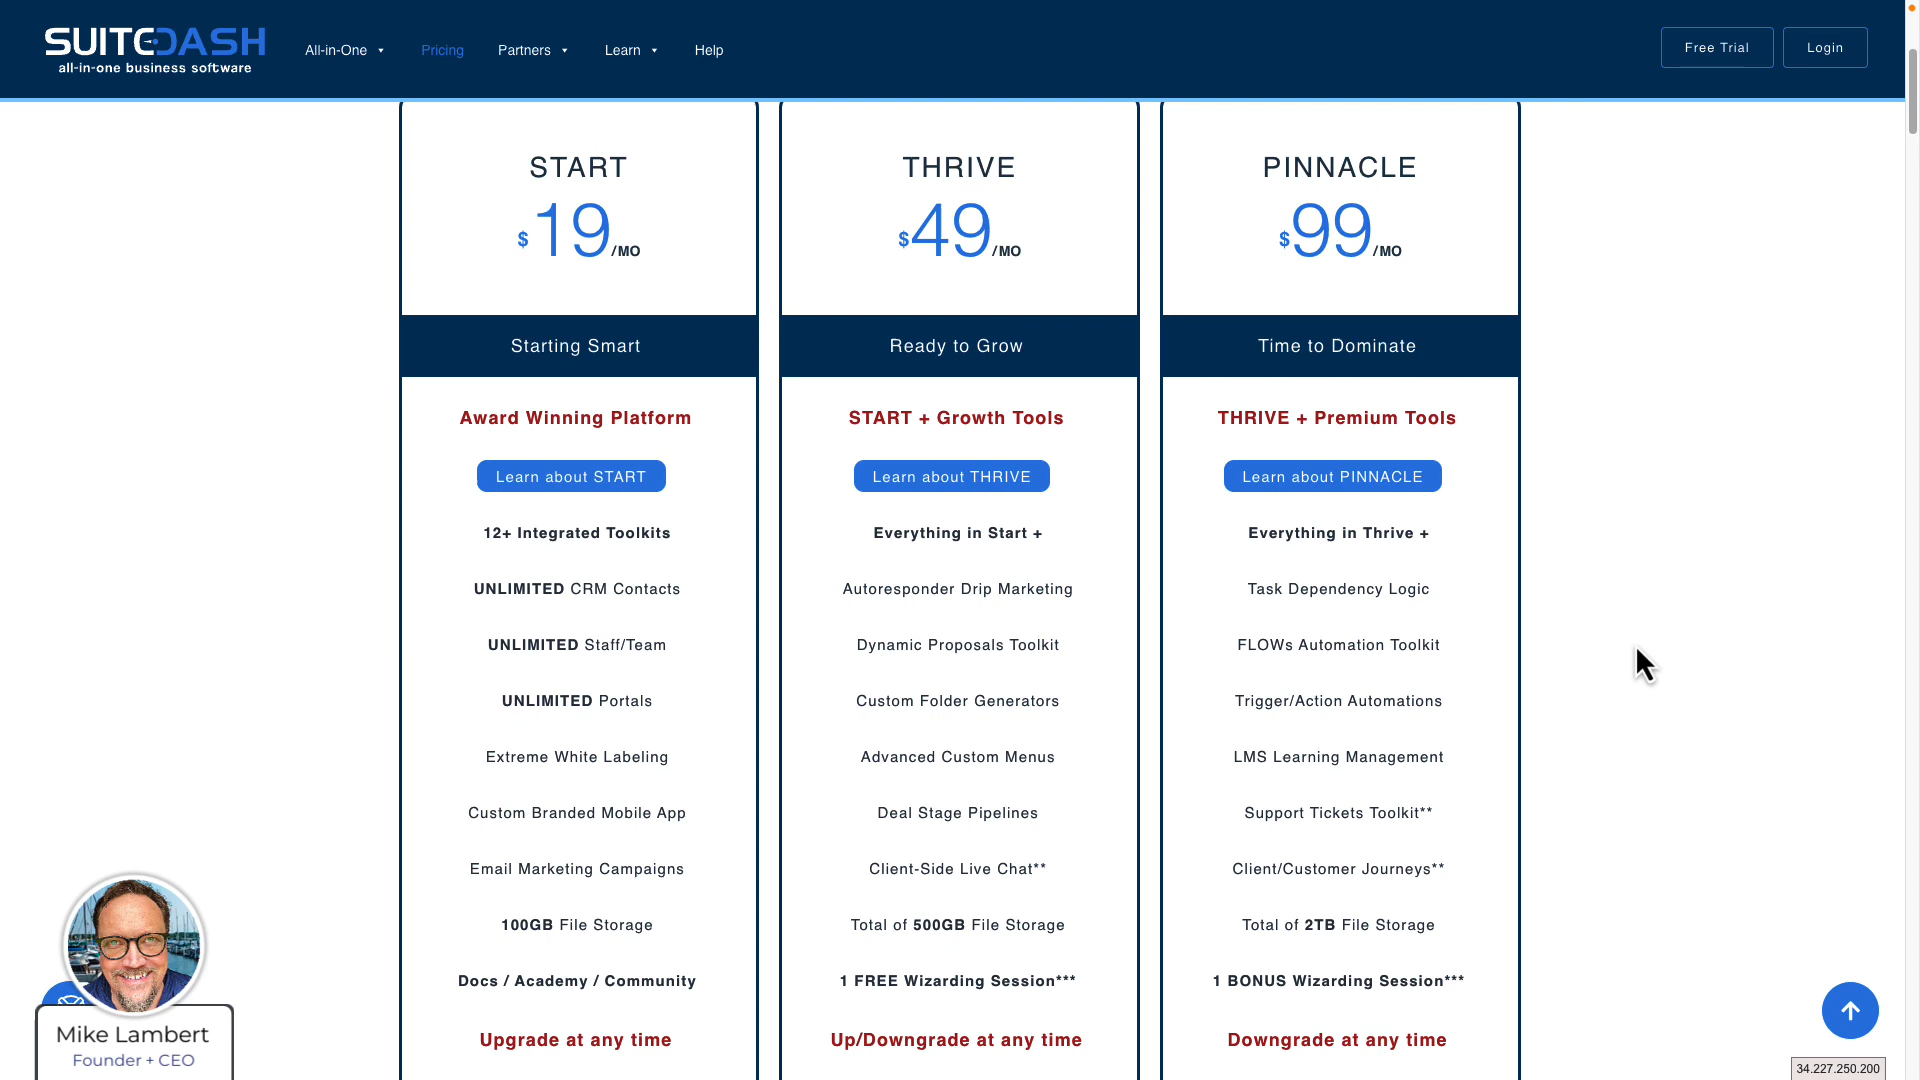 SUITEDASH
all-in-one business software
All-in-One
Pricing
Partners
Learn
Help
Free Trial
Login
START
$19/MO
Starting Smart
Award Winning Platform
Learn about START
12+ Integrated Toolkits
UNLIMITED CRM Contacts
UNLIMITED Staff/Team
UNLIMITED Portals
Extreme White Labeling
Custom Branded Mobile App
Email Marketing Campaigns
100GB File Storage
Docs / Academy / Community
Upgrade at any time
THRIVE
$49/MO
Ready to Grow
START + Growth Tools
Learn about THRIVE
Everything in Start +
Autoresponder Drip Marketing
Dynamic Proposals Toolkit
Custom Folder Generators
Advanced Custom Menus
Deal Stage Pipelines
Client-Side Live Chat**
Total of 500GB File Storage
1 FREE Wizarding Session***
Up/Downgrade at any time
PINNACLE
$99/MO
Time to Dominate
THRIVE + Premium Tools
Learn about PINNACLE
Everything in Thrive +
Task Dependency Logic
FLOWs Automation Toolkit
Trigger/Action Automations
LMS Learning Management
Support Tickets Toolkit**
Client/Customer Journeys**
Total of 2TB File Storage
1 BONUS Wizarding Session***
Downgrade at any time
Mike Lambert
Founder + CEO
34.227.250.200